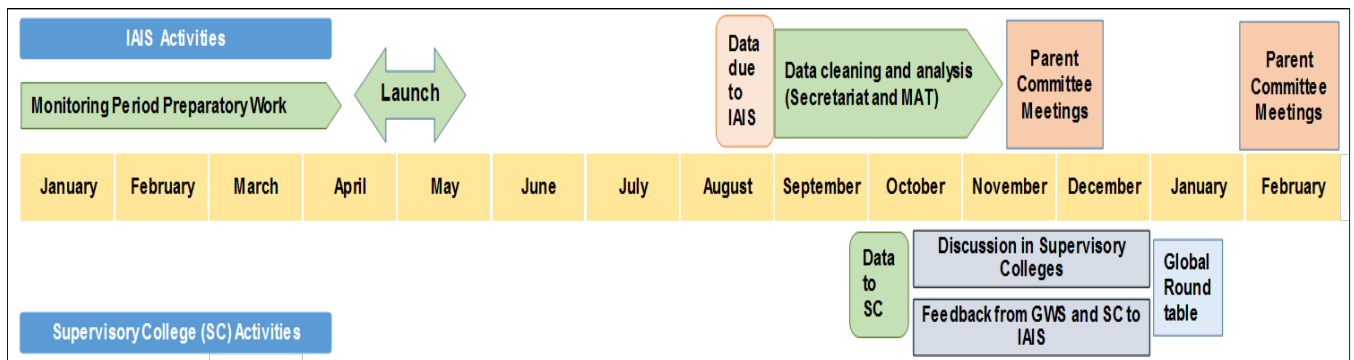 IAIS Activities
Monitoring Period Preparatory Work
Launch
Data
due
to
IAIS
Data cleaning and analysis
(Secretariat and MAT)
Parent
Committee
Meetings
Parent
Committee
Meetings
January February March April May June July August September October November December January February
Data
to
SC
Discussion in Supervisory
Colleges
Feedback from GWS and SC to
IAIS
Global
Round
table
Supervisory College (SC) Activities